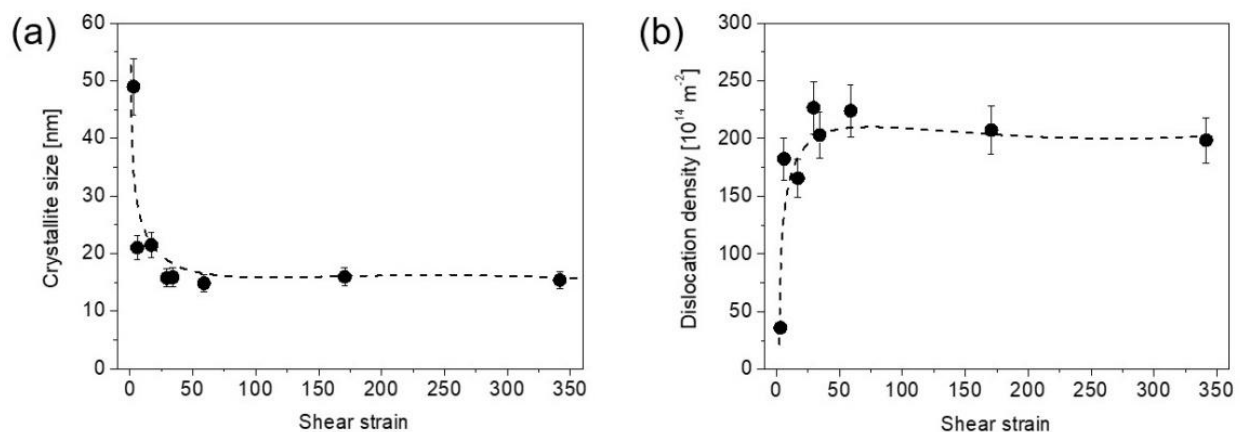 (a)
60
50
40
30
20
10
0
Crystallite size [nm]
0 50 100 150 200 250 300 350
Shear strain
(b)
300
250
200
150
100
50
0
Dislocation density [10¹⁴ m⁻²]
0 50 100 150 200 250 300 350
Shear strain